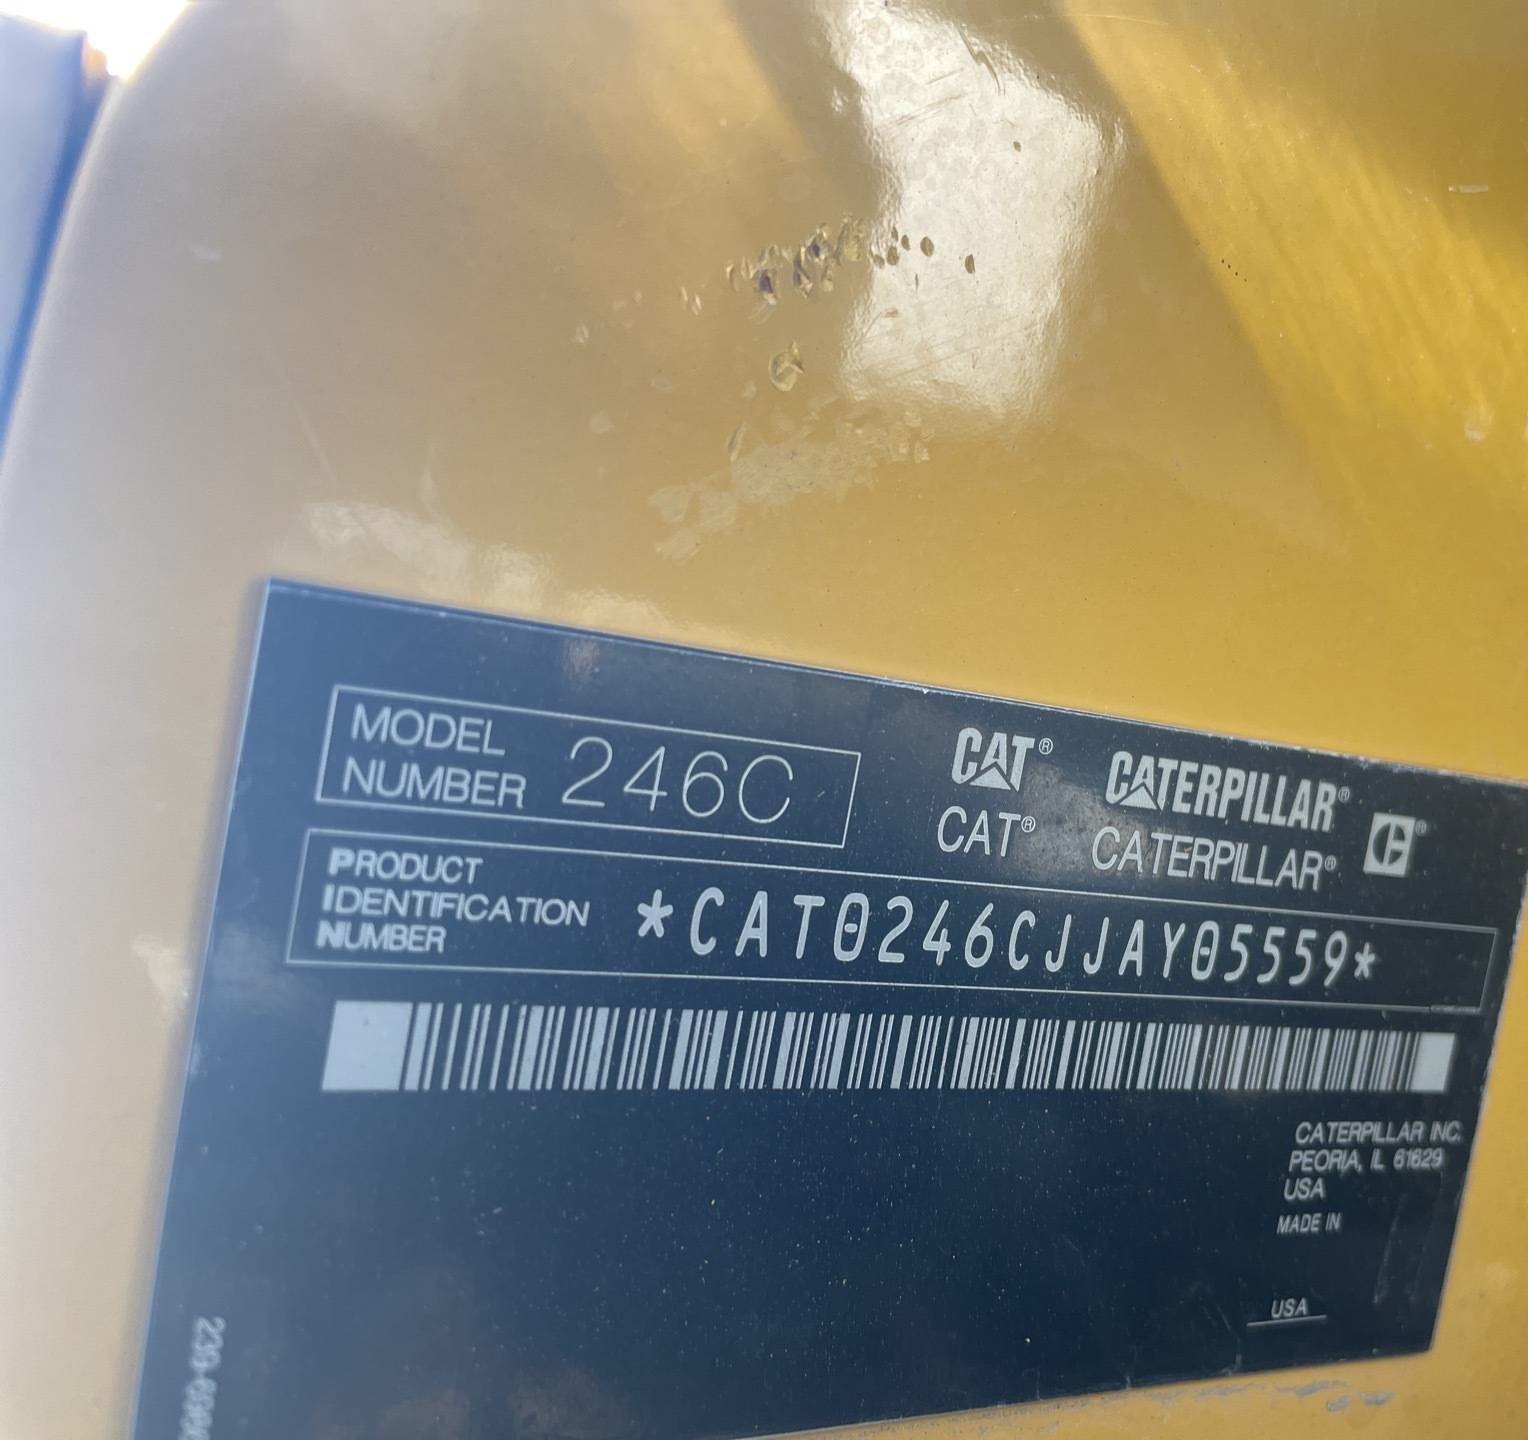 MODEL
NUMBER 246C
CAT® CATERPILLAR®
CAT® CATERPILLAR®
PRODUCT
IDENTIFICATION
NUMBER
*CAT0246CJJAY05559*
CATERPILLAR INC.
PEORIA, IL 61629
USA
MADE IN
USA